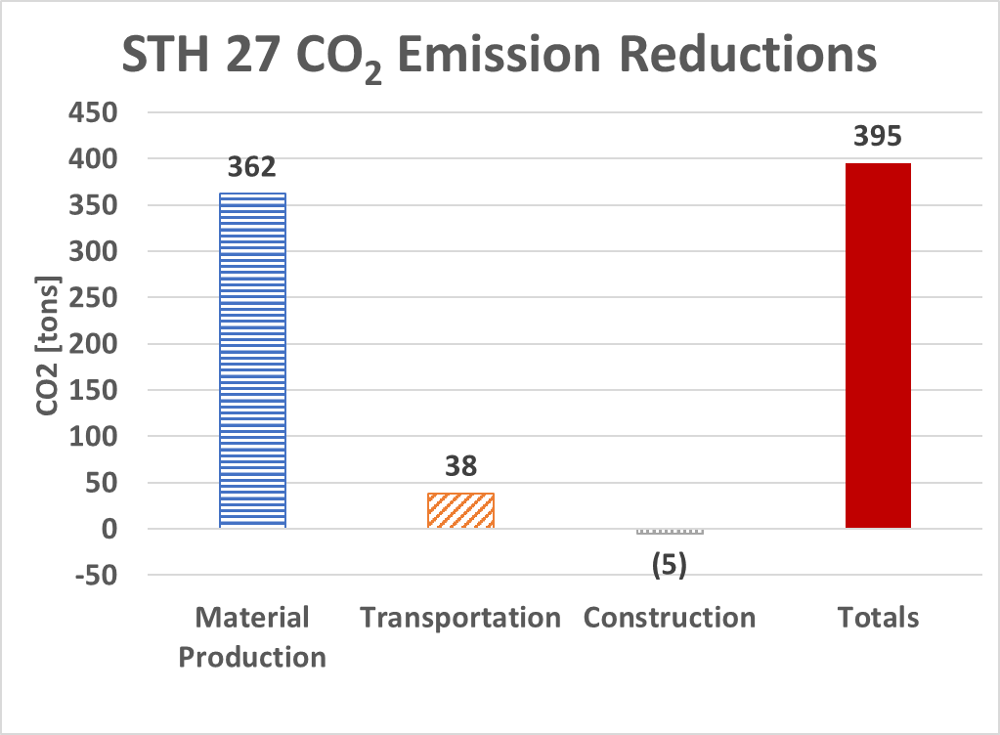 STH 27 CO₂ Emission Reductions
450
400
350
300
250
200
150
100
50
0
-50
CO2 [tons]
362
38
(5)
395
Material
Production
Transportation
Construction
Totals